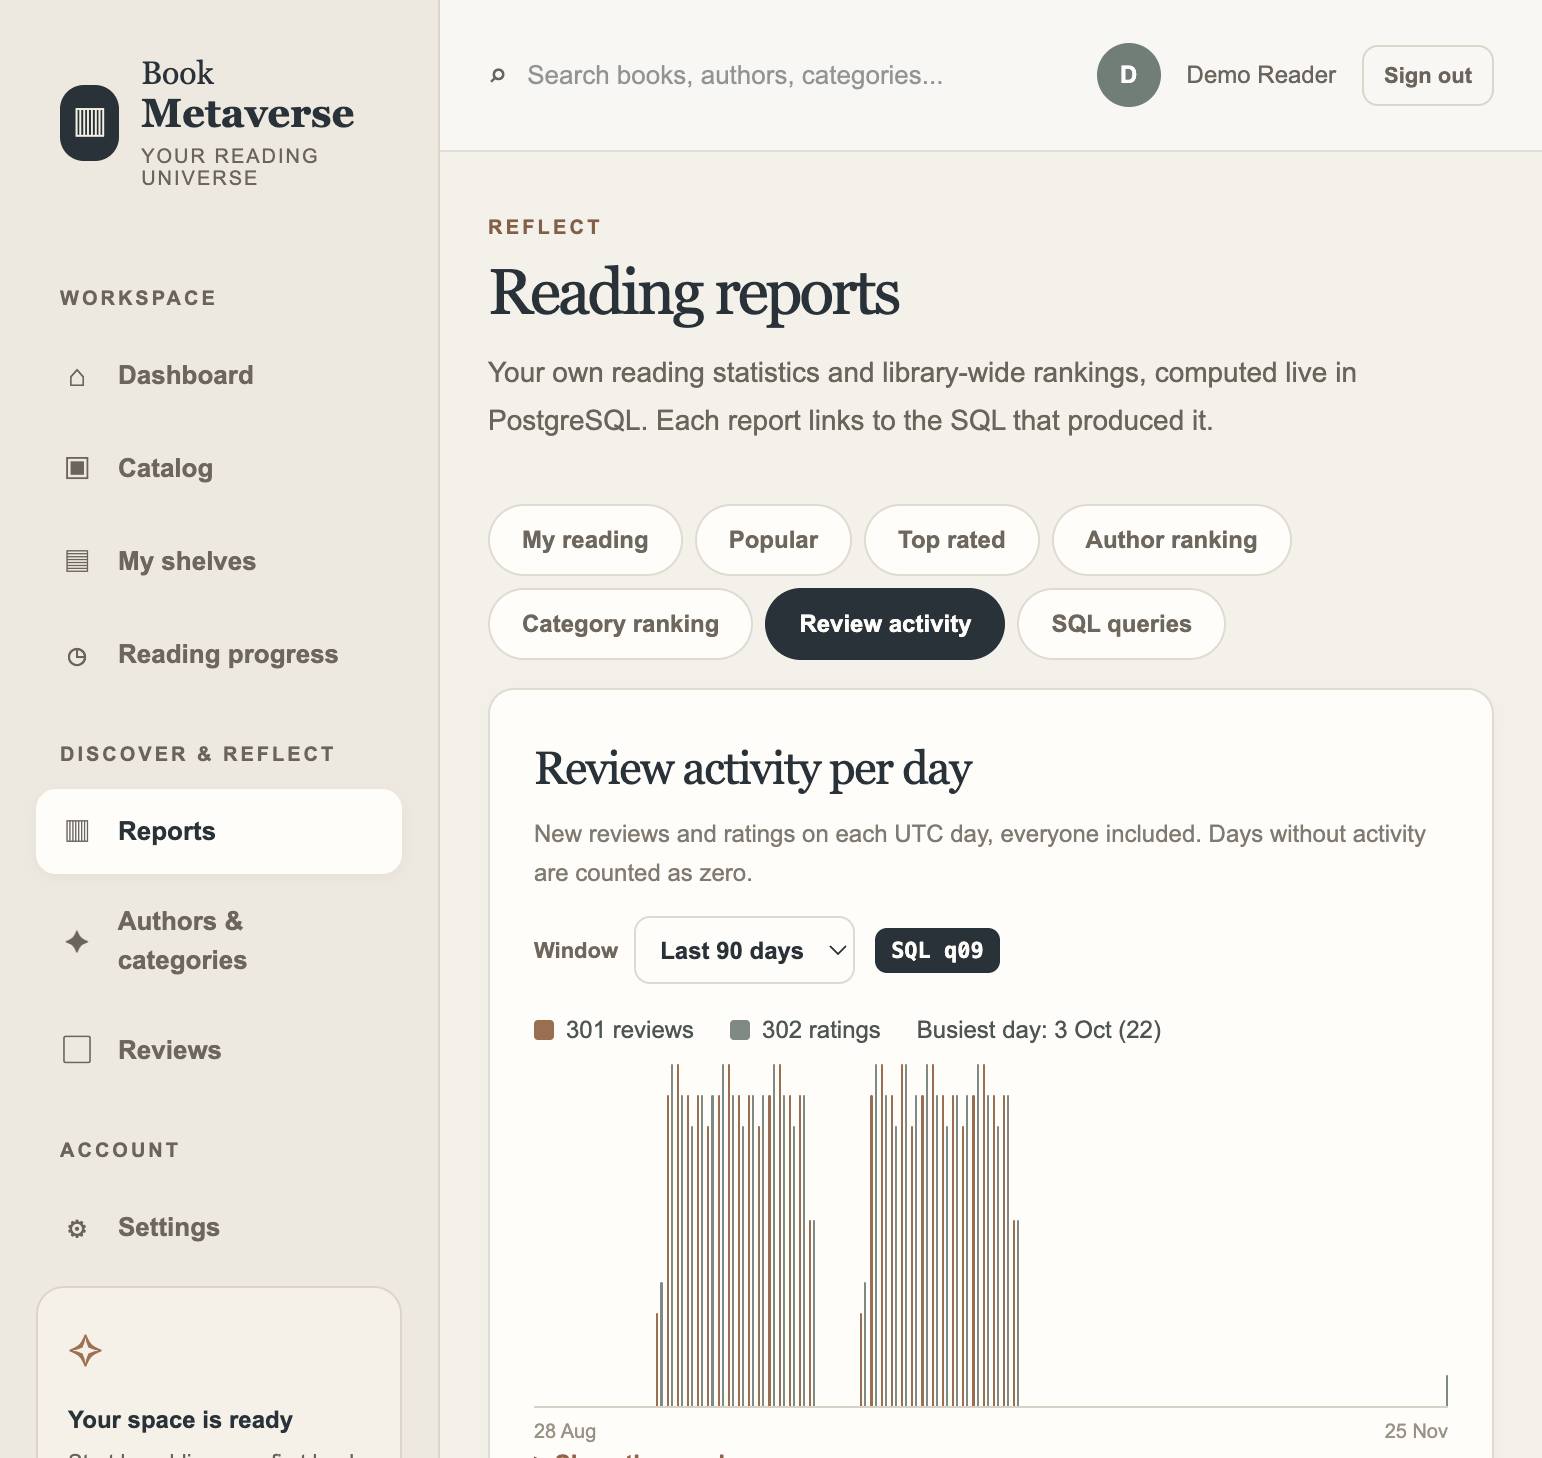 Book
Metaverse
YOUR READING
UNIVERSE
WORKSPACE
Dashboard
Catalog
My shelves
Reading progress
DISCOVER & REFLECT
Reports
Authors &
categories
Reviews
ACCOUNT
Settings
Your space is ready
Search books, authors, categories...
D
Demo Reader
Sign out
REFLECT
Reading reports
Your own reading statistics and library-wide rankings, computed live in
PostgreSQL. Each report links to the SQL that produced it.
My reading
Popular
Top rated
Author ranking
Category ranking
Review activity
SQL queries
Review activity per day
New reviews and ratings on each UTC day, everyone included. Days without activity
are counted as zero.
Window
Last 90 days
SQL q09
301 reviews
302 ratings
Busiest day: 3 Oct (22)
28 Aug
25 Nov